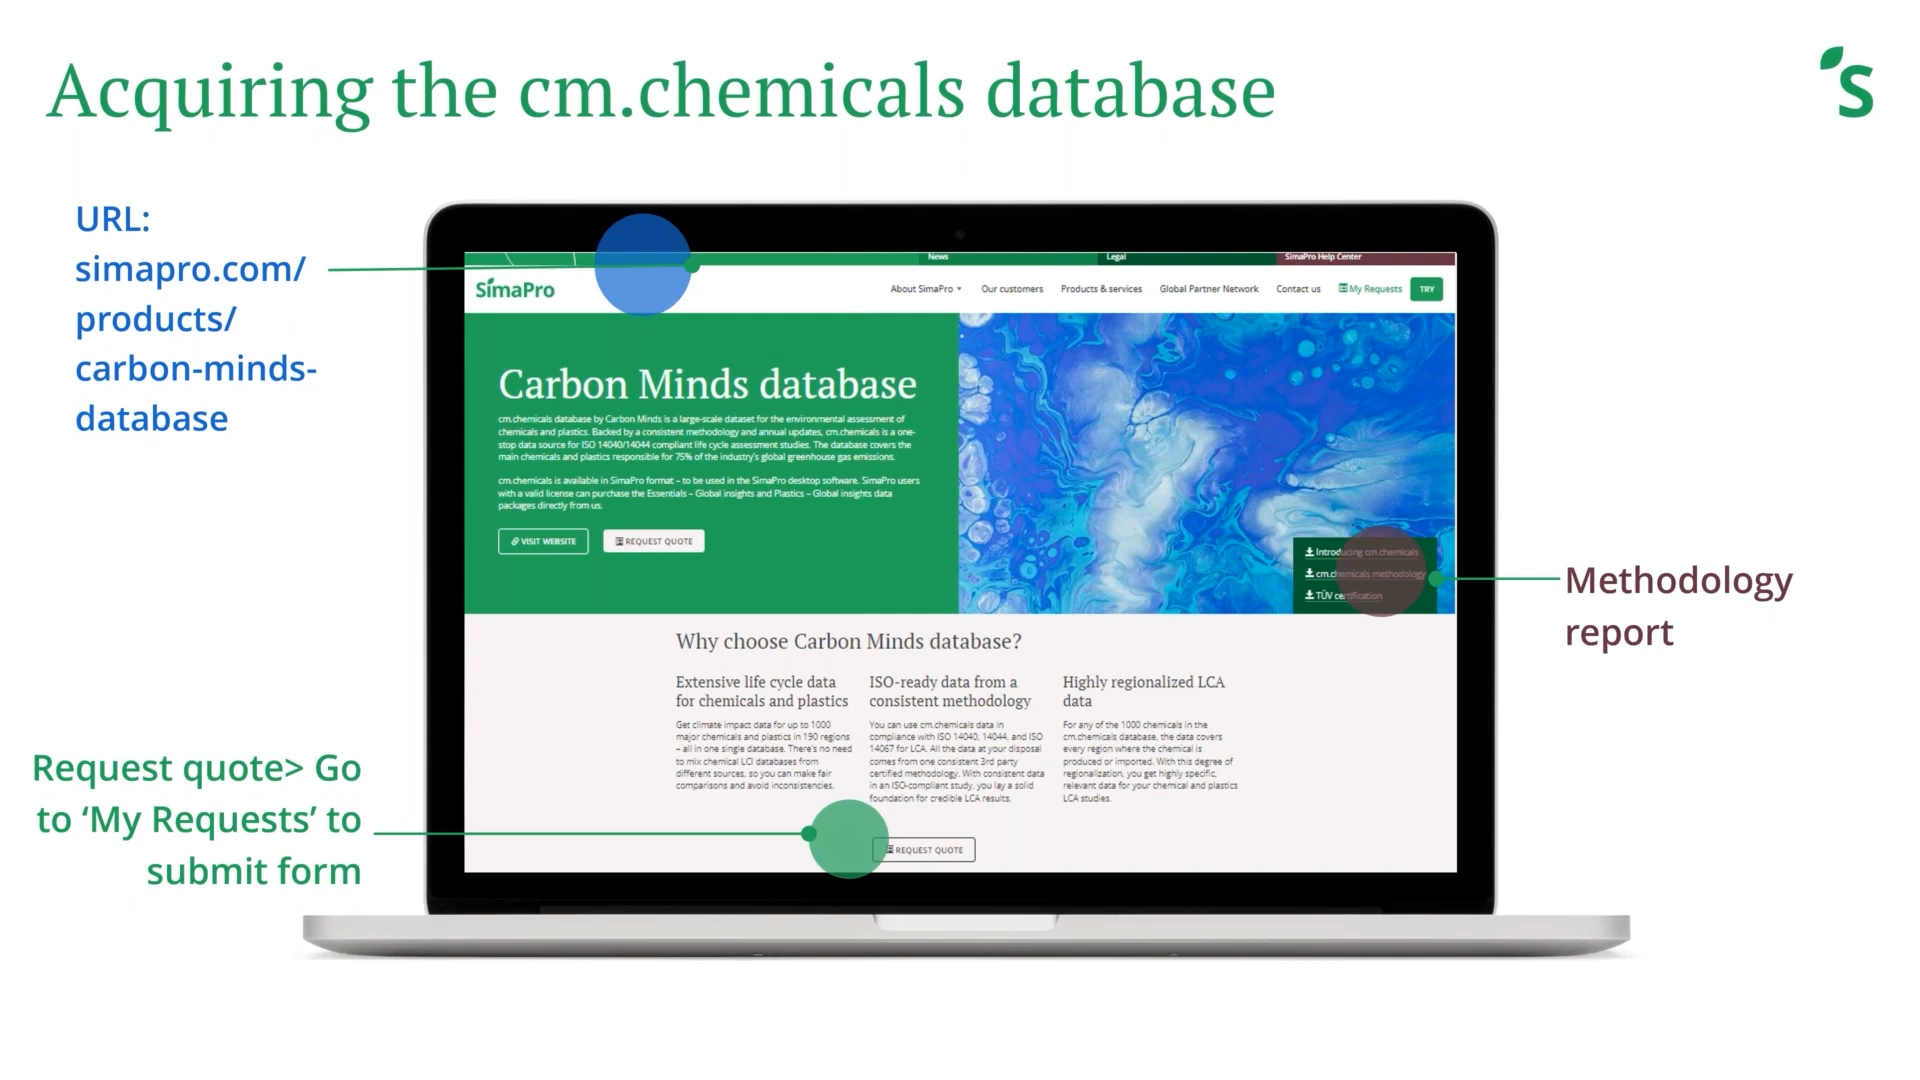 Acquiring the cm.chemicals database
S
URL:
simapro.com/
products/
carbon-minds-
database
News
Legal
SimaPro Help Center
SimaPro
About SimaPro
Our customers
Products & services
Global Partner Network
Contact us
My Requests
TRY
Carbon Minds database
cm.chemicals database by Carbon Minds is a large-scale dataset for the environmental assessment of
chemicals and plastics. Backed by a consistent methodology and annual updates, cm.chemicals is a one-
stop data source for ISO 14040/14044 compliant life cycle assessment studies. The database covers the
main chemicals and plastics responsible for 75% of the industry's global greenhouse gas emissions.
cm.chemicals is available in SimaPro format – to be used in the SimaPro desktop software. SimaPro users
with a valid license can purchase the Essentials – Global insights and Plastics – Global insights data
packages directly from us.
VISIT WEBSITE
REQUEST QUOTE
Introducing cm.chemicals
cm.chemicals methodology
TÜV certification
Methodology
report
Why choose Carbon Minds database?
Extensive life cycle data
for chemicals and plastics
Get climate impact data for up to 1000
major chemicals and plastics in 190 regions
– all in one single database. There's no need
to mix chemical LCI databases from
different sources, so you can make fair
comparisons and avoid inconsistencies.
ISO-ready data from a
consistent methodology
You can use cm.chemicals data in
compliance with ISO 14040, 14044, and ISO
14067 for LCA. All the data at your disposal
comes from one consistent 3rd party
certified methodology. With consistent data
in an ISO-compliant study, you lay a solid
foundation for credible LCA results.
Highly regionalized LCA
data
For any of the 1000 chemicals in the
cm.chemicals database, the data covers
every region where the chemical is
produced or imported. With this degree of
regionalization, you get highly specific,
relevant data for your chemical and plastics
LCA studies.
Request quote> Go
to ‘My Requests’ to
submit form
REQUEST QUOTE